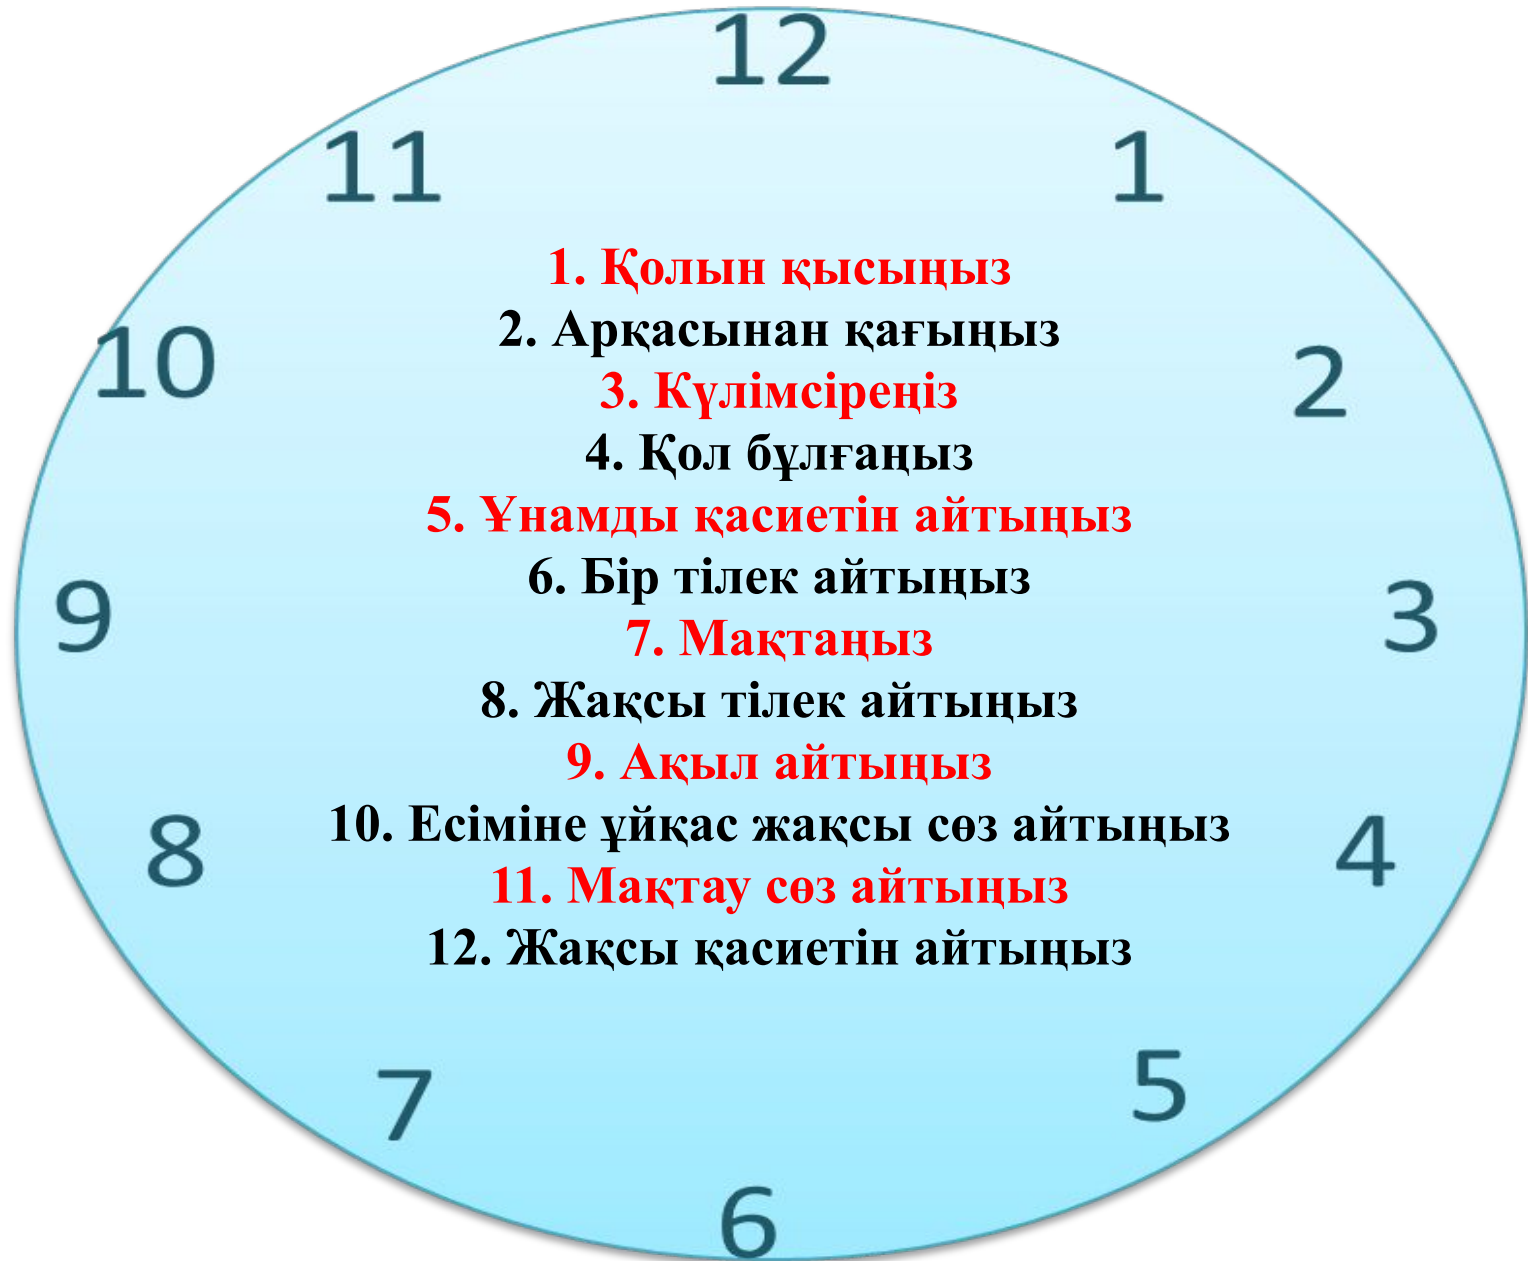 12
11
1
1. Қолын қысыңыз
2. Арқасынан қағыңыз
10
2
3. Күлімсіреңіз
4. Қол бұлғаңыз
5. Ұнамды қасиетін айтыңыз
6. Бір тілек айтыңыз
9
3
7. Мақтаңыз
8. Жақсы тілек айтыңыз
9. Ақыл айтыңыз
10. Есіміне ұйқас жақсы сөз айтыңыз
8
4
11. Мақтау сөз айтыңыз
12. Жақсы қасиетін айтыңыз
7
5
6